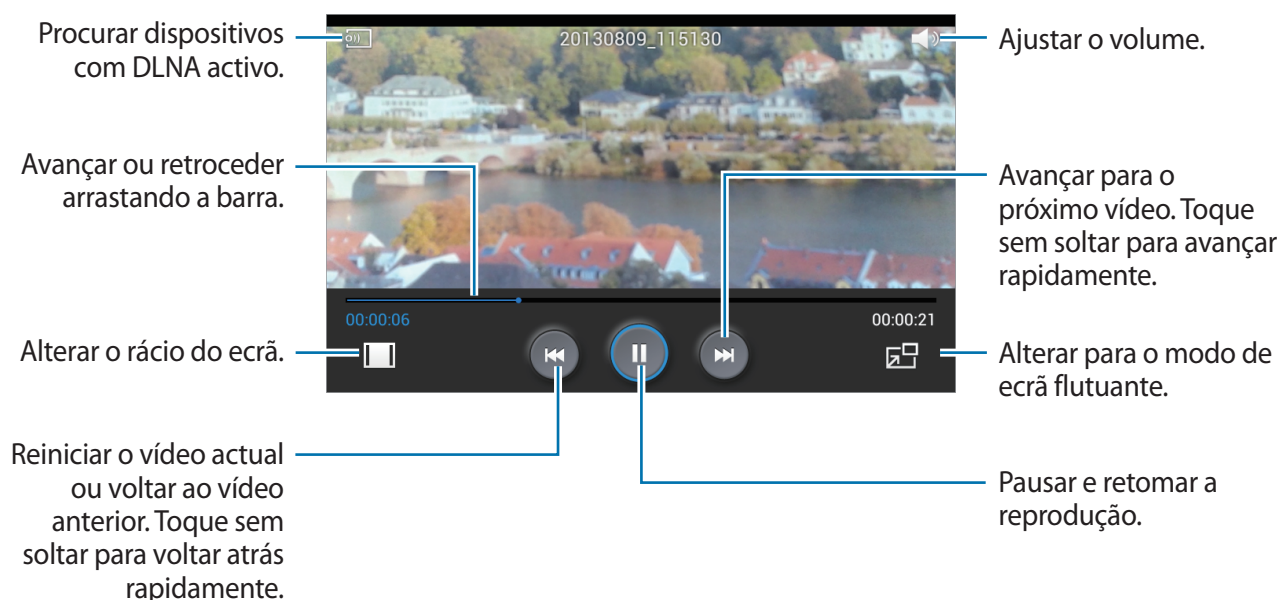 Procurar dispositivos
com DLNA activo.
20130809_115130
Ajustar o volume.
Avançar ou retroceder
arrastando a barra.
Avançar para o
próximo vídeo. Toque
sem soltar para avançar
rapidamente.
00:00:06
00:00:21
Alterar o rácio do ecrã.
Alterar para o modo de
ecrã flutuante.
Reiniciar o vídeo actual
ou voltar ao vídeo
anterior. Toque sem
soltar para voltar atrás
rapidamente.
Pausar e retomar a
reprodução.